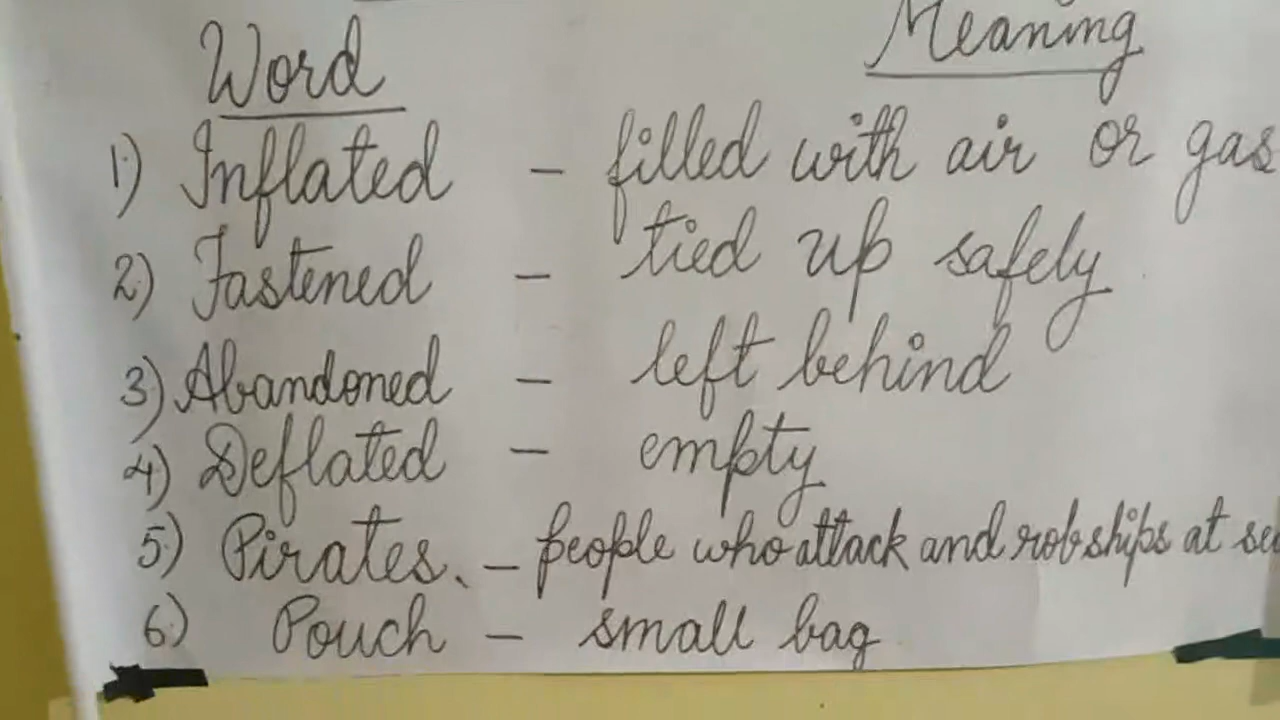 Word Meaning
1) Inflated - filled with air or gas
2) Fastened - tied up safely
3) Abandoned - left behind
4) Deflated - empty
5) Pirates. - people who attack and rob ships at
6) Pouch - small bag